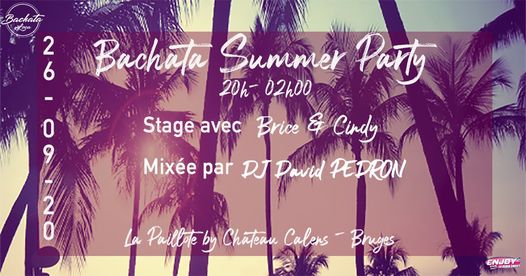 Bachata
Loca
26-09-20
Bachata Summer Party
20h - 02h00
Stage avec Brice & Cindy
Mixée par DJ David PEDRON
La Paillote by Château Calens - Bruges
ENJOY